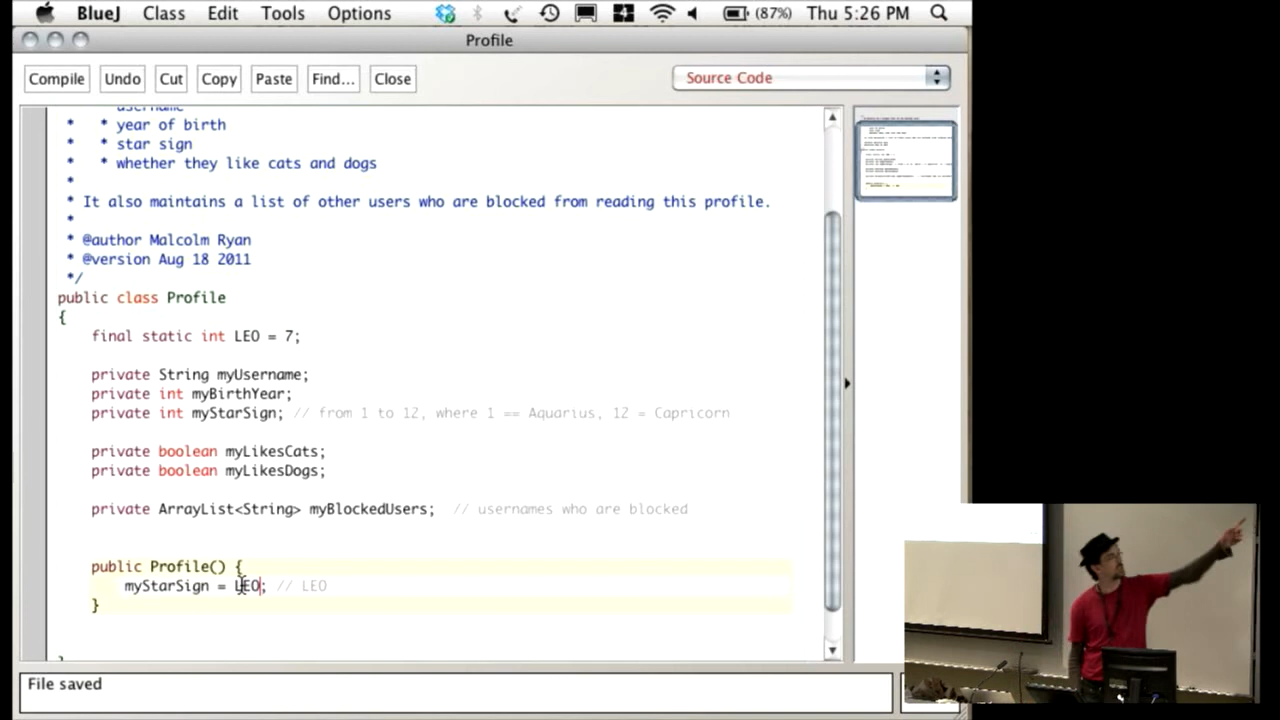 BlueJ Class Edit Tools Options 4 (87%) Thu 5:26 PM
Profile
Compile Undo Cut Copy Paste Find... Close Source Code
* * username
* * year of birth
* * star sign
* * whether they like cats and dogs
*
* It also maintains a list of other users who are blocked from reading this profile.
*
* @author Malcolm Ryan
* @version Aug 18 2011
*/
public class Profile
{
final static int LEO = 7;
private String myUsername;
private int myBirthYear;
private int myStarSign; // from 1 to 12, where 1 == Aquarius, 12 = Capricorn
private boolean myLikesCats;
private boolean myLikesDogs;
private ArrayList<String> myBlockedUsers; // usernames who are blocked
public Profile() {
myStarSign = LEO; // LEO
}
File saved